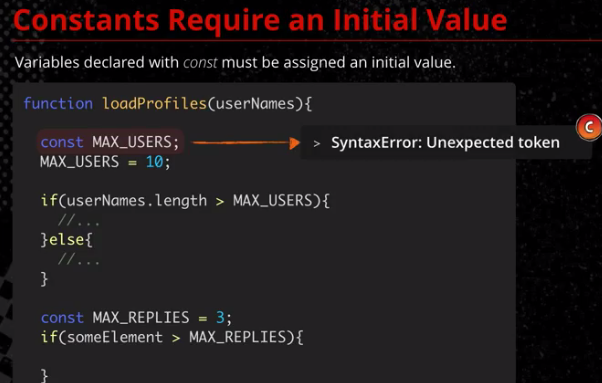 Constants Require an Initial Value
Variables declared with const must be assigned an initial value.
function loadProfiles(userNames){
const MAX_USERS;
> SyntaxError: Unexpected token
C
MAX_USERS = 10;
if(userNames.length > MAX_USERS){
//...
}else{
//...
}
const MAX_REPLIES = 3;
if(someElement > MAX_REPLIES){
}